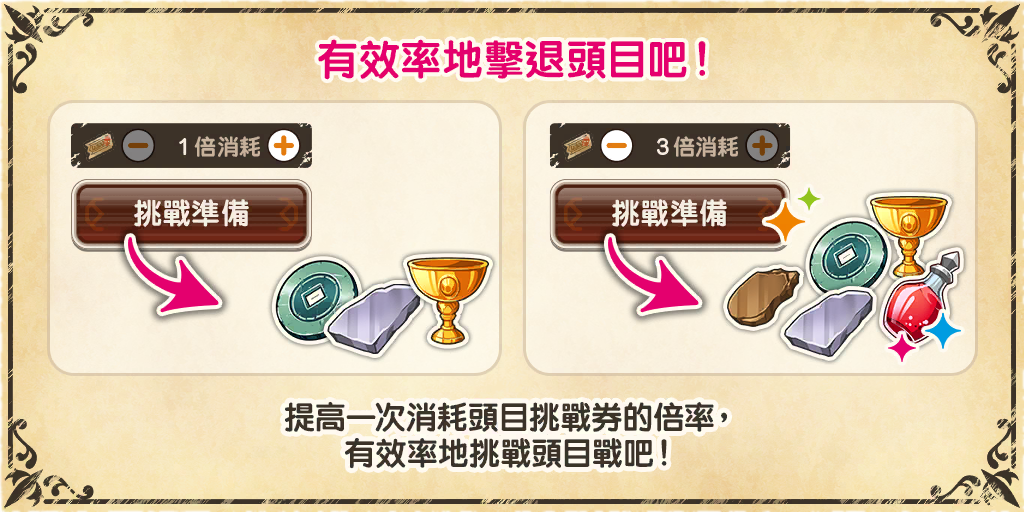 有效率地擊退頭目吧！
1倍消耗
挑戰準備
3倍消耗
挑戰準備
提高一次消耗頭目挑戰券的倍率，
有效率地挑戰頭目戰吧！